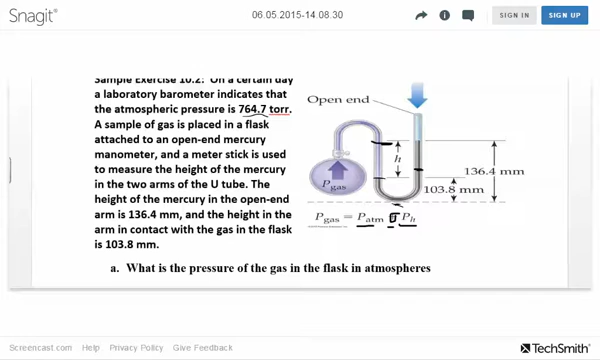 Snagit®
06.05.2015-14.08.30
SIGN IN
SIGN UP
Sample Exercise 10.2: On a certain day
a laboratory barometer indicates that
the atmospheric pressure is 764.7 torr.
A sample of gas is placed in a flask
attached to an open-end mercury
manometer, and a meter stick is used
to measure the height of the mercury
in the two arms of the U tube. The
height of the mercury in the open-end
arm is 136.4 mm, and the height in the
arm in contact with the gas in the flask
is 103.8 mm.
Open end
h
136.4 mm
103.8 mm
Pgas
Pgas = Patm Ph
a. What is the pressure of the gas in the flask in atmospheres
Screencast.com Help Privacy Policy Give Feedback
TechSmith®